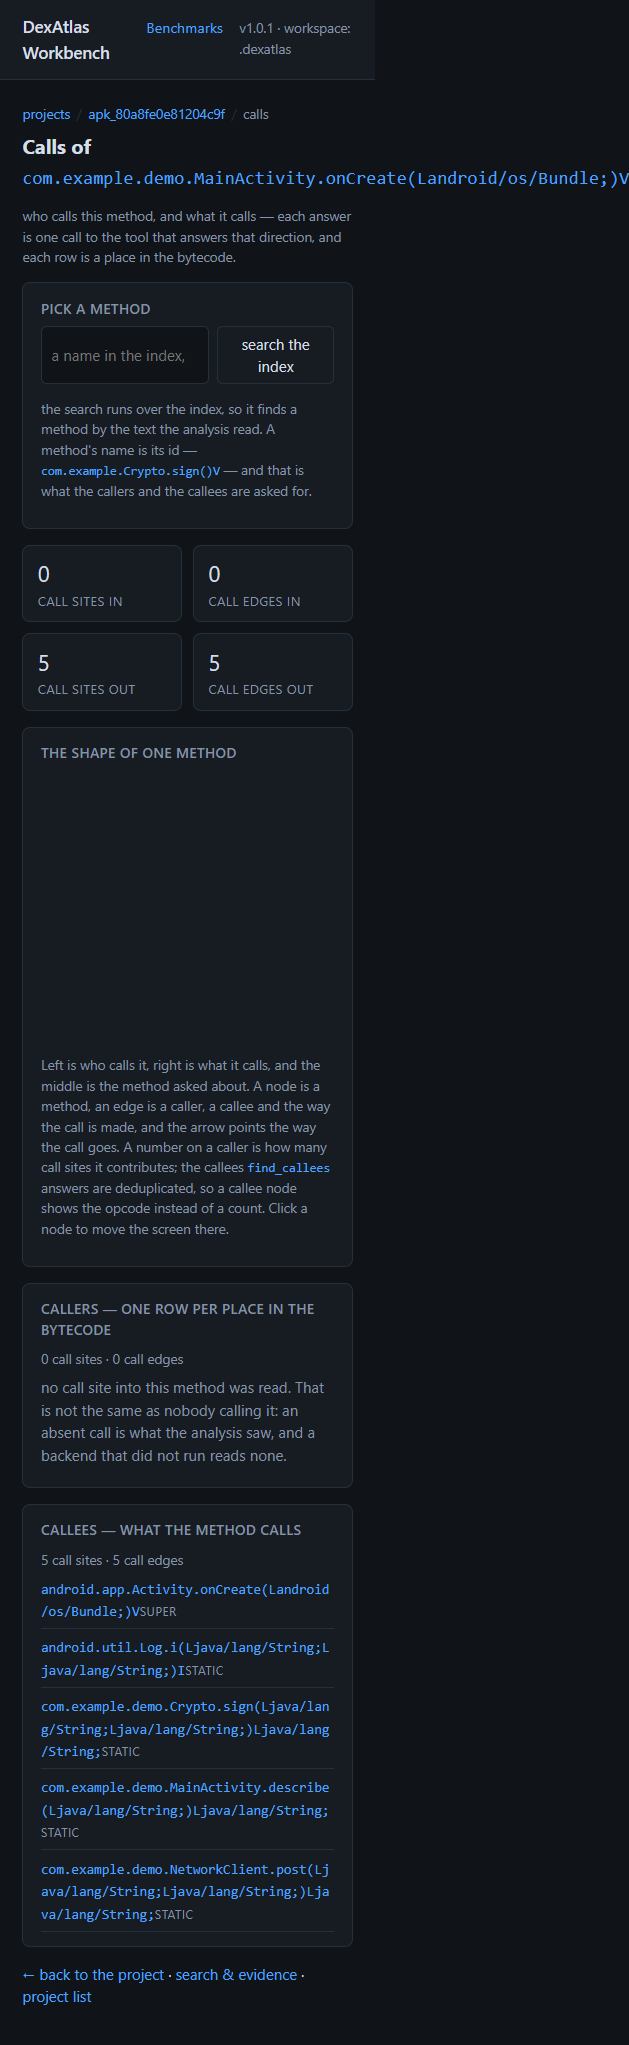 DexAtlas
Workbench
Benchmarks
v1.0.1 · workspace:
.dexatlas
projects / apk_80a8fe0e81204c9f / calls
Calls of
com.example.demo.MainActivity.onCreate(Landroid/os/Bundle;)V
who calls this method, and what it calls — each answer
is one call to the tool that answers that direction, and
each row is a place in the bytecode.
PICK A METHOD
a name in the index,
search the
index
the search runs over the index, so it finds a
method by the text the analysis read. A
method's name is its id —
com.example.Crypto.sign()V — and that is
what the callers and the callees are asked for.
0
CALL SITES IN
0
CALL EDGES IN
5
CALL SITES OUT
5
CALL EDGES OUT
THE SHAPE OF ONE METHOD
Left is who calls it, right is what it calls, and the
middle is the method asked about. A node is a
method, an edge is a caller, a callee and the way
the call is made, and the arrow points the way
the call goes. A number on a caller is how many
call sites it contributes; the callees find_callees
answers are deduplicated, so a callee node
shows the opcode instead of a count. Click a
node to move the screen there.
CALLERS — ONE ROW PER PLACE IN THE
BYTECODE
0 call sites · 0 call edges
no call site into this method was read. That
is not the same as nobody calling it: an
absent call is what the analysis saw, and a
backend that did not run reads none.
CALLEES — WHAT THE METHOD CALLS
5 call sites · 5 call edges
android.app.Activity.onCreate(Landroid
/os/Bundle;)VSUPER
android.util.Log.i(Ljava/lang/String;L
java/lang/String;)ISTATIC
com.example.demo.Crypto.sign(Ljava/lan
g/String;Ljava/lang/String;)Ljava/lang
/String;STATIC
com.example.demo.MainActivity.describe
(Ljava/lang/String;)Ljava/lang/String;
STATIC
com.example.demo.NetworkClient.post(Lj
ava/lang/String;Ljava/lang/String;)Lja
va/lang/String;STATIC
← back to the project · search & evidence ·
project list